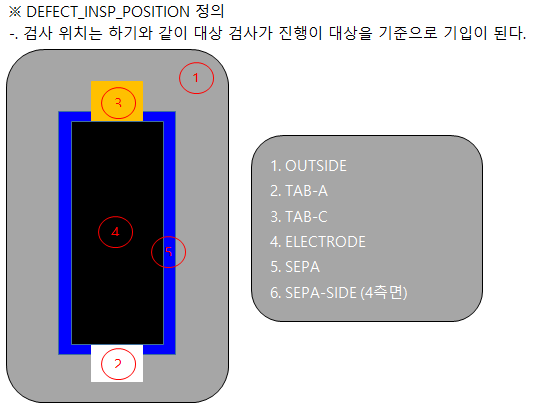 ※ DEFECT_INSP_POSITION 정의
-. 검사 위치는 하기와 같이 대상 검사가 진행이 대상을 기준으로 기입이 된다.
1
3
4
5
2
1. OUTSIDE
2. TAB-A
3. TAB-C
4. ELECTRODE
5. SEPA
6. SEPA-SIDE (4측면)